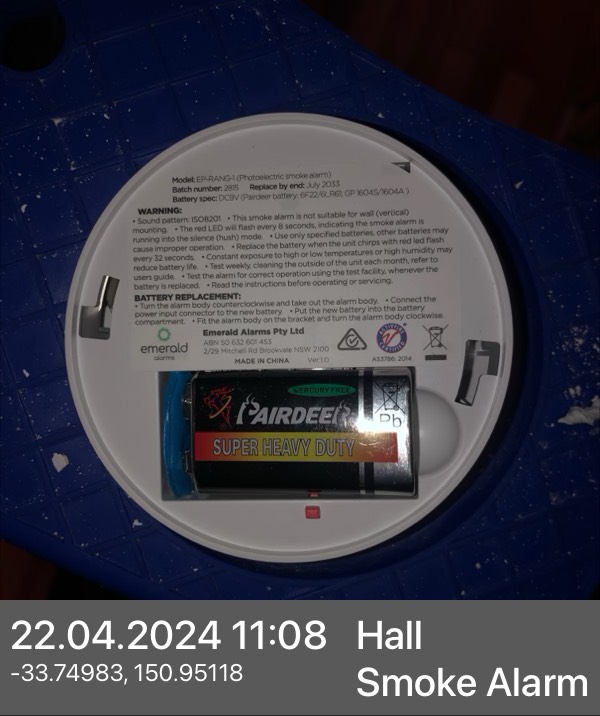 Model: EP-RANG-1 (Photoelectric smoke alarm)
Batch number: 2815 Replace by end: July 2033
Battery spec: DC9V (Pairdeer battery: 6F22/6LR61, GP 1604S/1604A )
WARNING:
• Sound pattern: ISO8201. • This smoke alarm is not suitable for wall (vertical)
mounting. • The red LED will flash every 8 seconds, indicating the smoke alarm is
running into the silence (hush) mode. • Use only specified batteries, other batteries may
cause improper operation. • Replace the battery when the unit chirps with red led flash
every 32 seconds. • Constant exposure to high or low temperatures or high humidity may
reduce battery life. • Test weekly, cleaning the outside of the unit each month, refer to
users guide. • Test the alarm for correct operation using the test facility, whenever the
battery is replaced. • Read the instructions before operating or servicing.
BATTERY REPLACEMENT:
• Turn the alarm body counterclockwise and take out the alarm body. • Connect the
power input connector to the new battery. • Put the new battery into the battery
compartment. • Fit the alarm body on the bracket and turn the alarm body clockwise.
emerald
alarms
Emerald Alarms Pty Ltd
ABN 50 632 601 453
2/29 Mitchell Rd Brookvale NSW 2100
MADE IN CHINA Ver:1.0
AS3786: 2014
MERCURY FREE
PAIRDEER
Pb
SUPER HEAVY DUTY
22.04.2024 11:08
-33.74983, 150.95118
Hall
Smoke Alarm